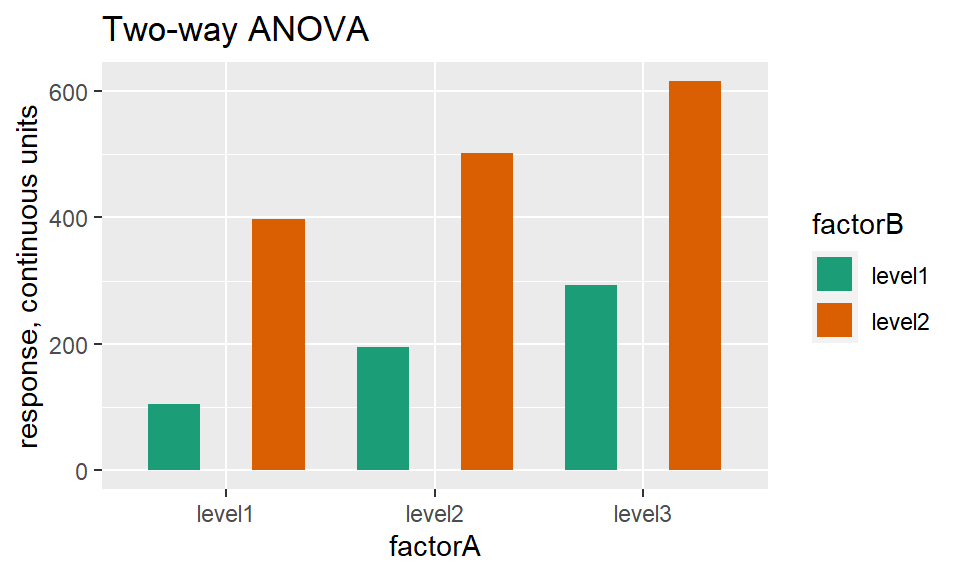 Two-way ANOVA
response, continuous units
600
400
200
0
level1
level2
level3
factorA
factorB
level1
level2